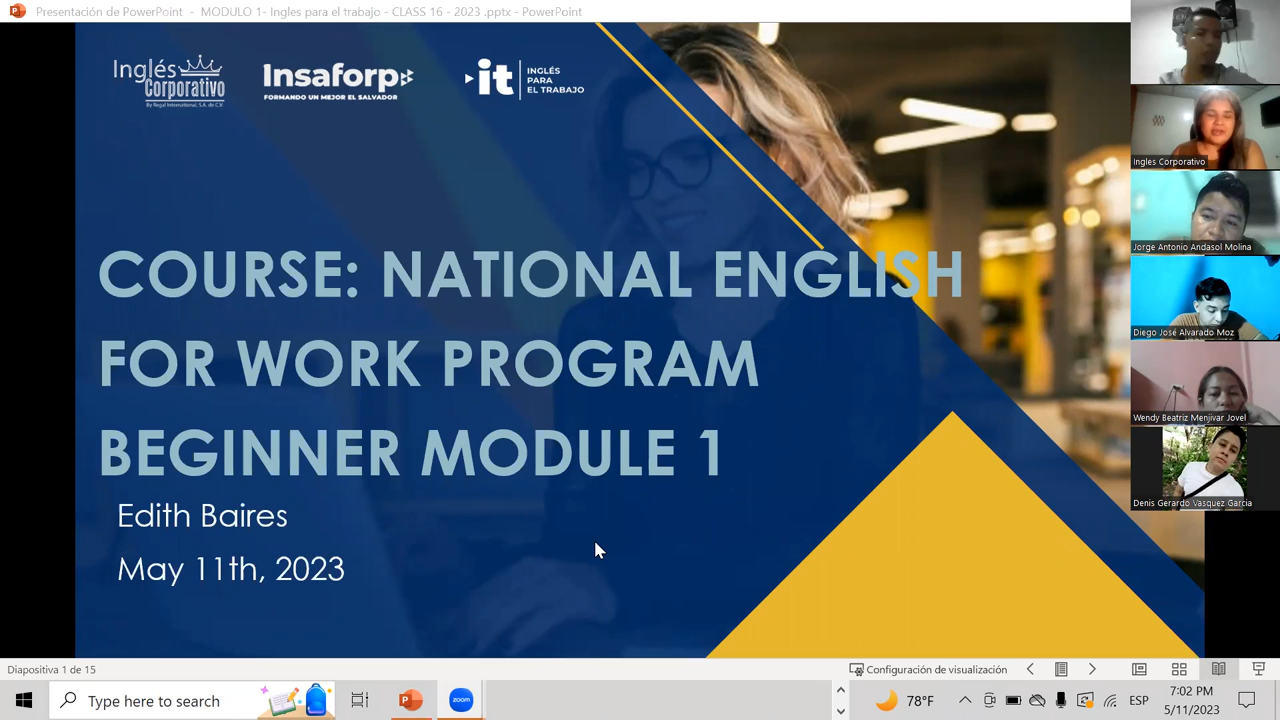 Presentación de PowerPoint - MODULO 1- Ingles para el trabajo - CLASS 16 - 2023 .pptx - PowerPoint
Inglés
Corporativo
By Regal International, S.A. de C.V.
Insaforp
FORMANDO UN MEJOR EL SALVADOR
it
INGLÉS
PARA
EL TRABAJO
COURSE: NATIONAL ENGLISH
FOR WORK PROGRAM
BEGINNER MODULE 1
Edith Baires
May 11th, 2023
Ingles Corporativo
Jorge Antonio Andasol Molina
Diego José Alvarado Moz
Wendy Beatriz Menjivar Jovel
Denis Gerardo Vasquez Garcia
Diapositiva 1 de 15
Configuración de visualización
Type here to search
zoom
78°F
ESP
7:02 PM
5/11/2023